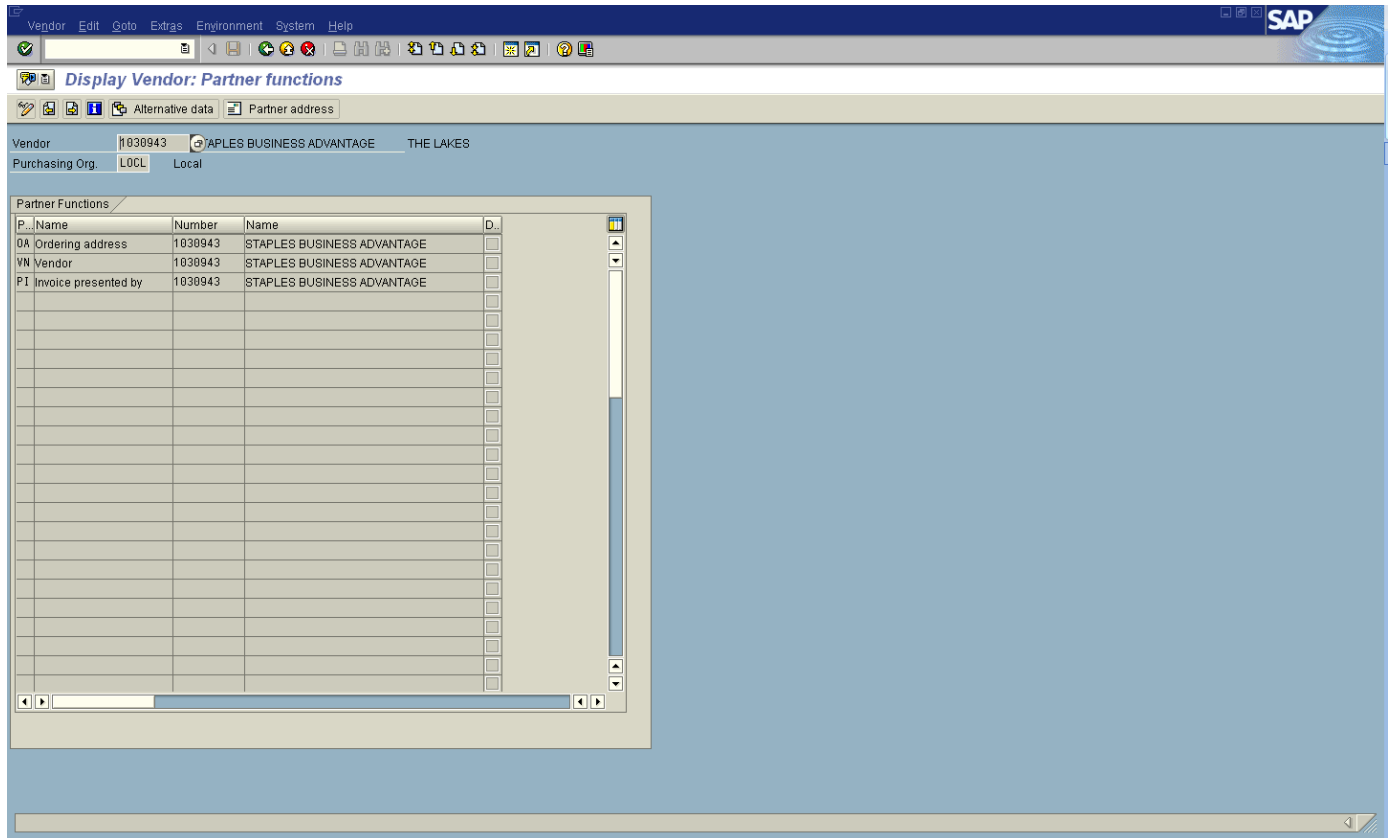 Vendor Edit Goto Extras Environment System Help
SAP
Display Vendor: Partner functions
Alternative data Partner address
Vendor 1030943 TAPLES BUSINESS ADVANTAGE THE LAKES
Purchasing Org. LOCL Local
Partner Functions
P.. Name Number Name D..
OA Ordering address 1030943 STAPLES BUSINESS ADVANTAGE
VN Vendor 1030943 STAPLES BUSINESS ADVANTAGE
PI Invoice presented by 1030943 STAPLES BUSINESS ADVANTAGE